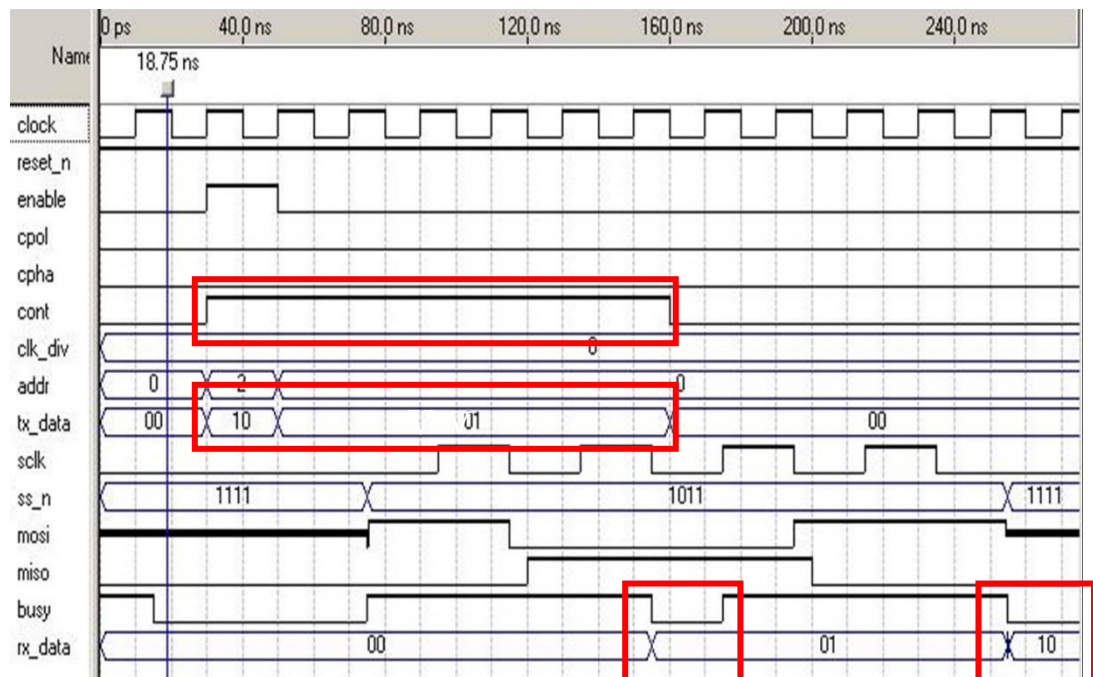 0 ps 40.0 ns 80.0 ns 120.0 ns 160.0 ns 200.0 ns 240.0 ns
Name
18.75 ns
clock
reset_n
enable
cpol
cpha
cont
clk_div 0
addr 0 2 0
tx_data 00 10 01 00
sclk
ss_n 1111 1011 1111
mosi
miso
busy
rx_data 00 01 10